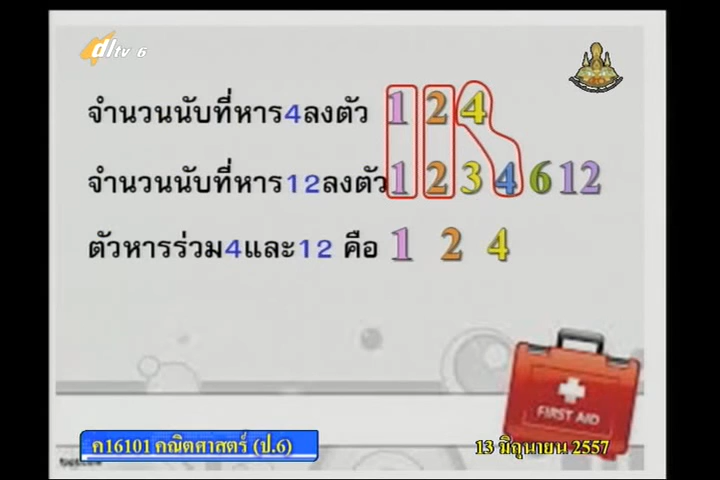 dltv 6
จำนวนนับที่หาร4ลงตัว 1 2 4
จำนวนนับที่หาร12ลงตัว 1 2 3 4 6 12
ตัวหารร่วม4และ12 คือ 1 2 4
FIRST AID
ค16101 คณิตศาสตร์ (ป.6)
13 มิถุนายน 2557